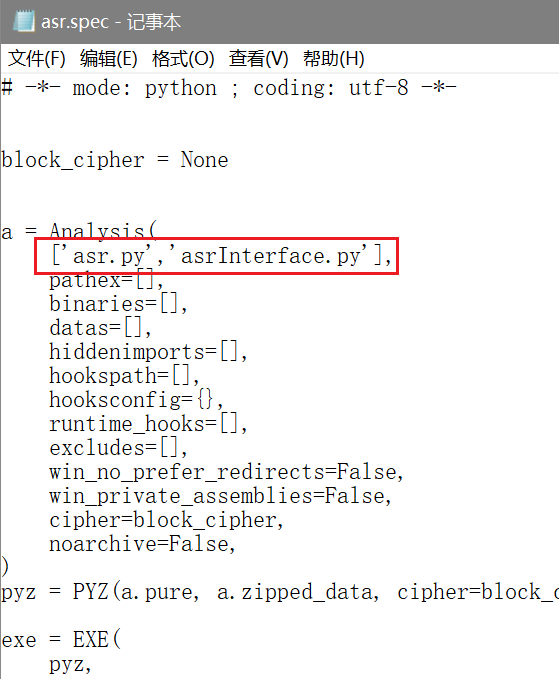 asr.spec - 记事本
文件(F) 编辑(E) 格式(O) 查看(V) 帮助(H)
# -*- mode: python ; coding: utf-8 -*-
block_cipher = None
a = Analysis(
['asr.py','asrInterface.py'],
pathex=[],
binaries=[],
datas=[],
hiddenimports=[],
hookspath=[],
hooksconfig={},
runtime_hooks=[],
excludes=[],
win_no_prefer_redirects=False,
win_private_assemblies=False,
cipher=block_cipher,
noarchive=False,
)
pyz = PYZ(a.pure, a.zipped_data, cipher=block_c
exe = EXE(
pyz,